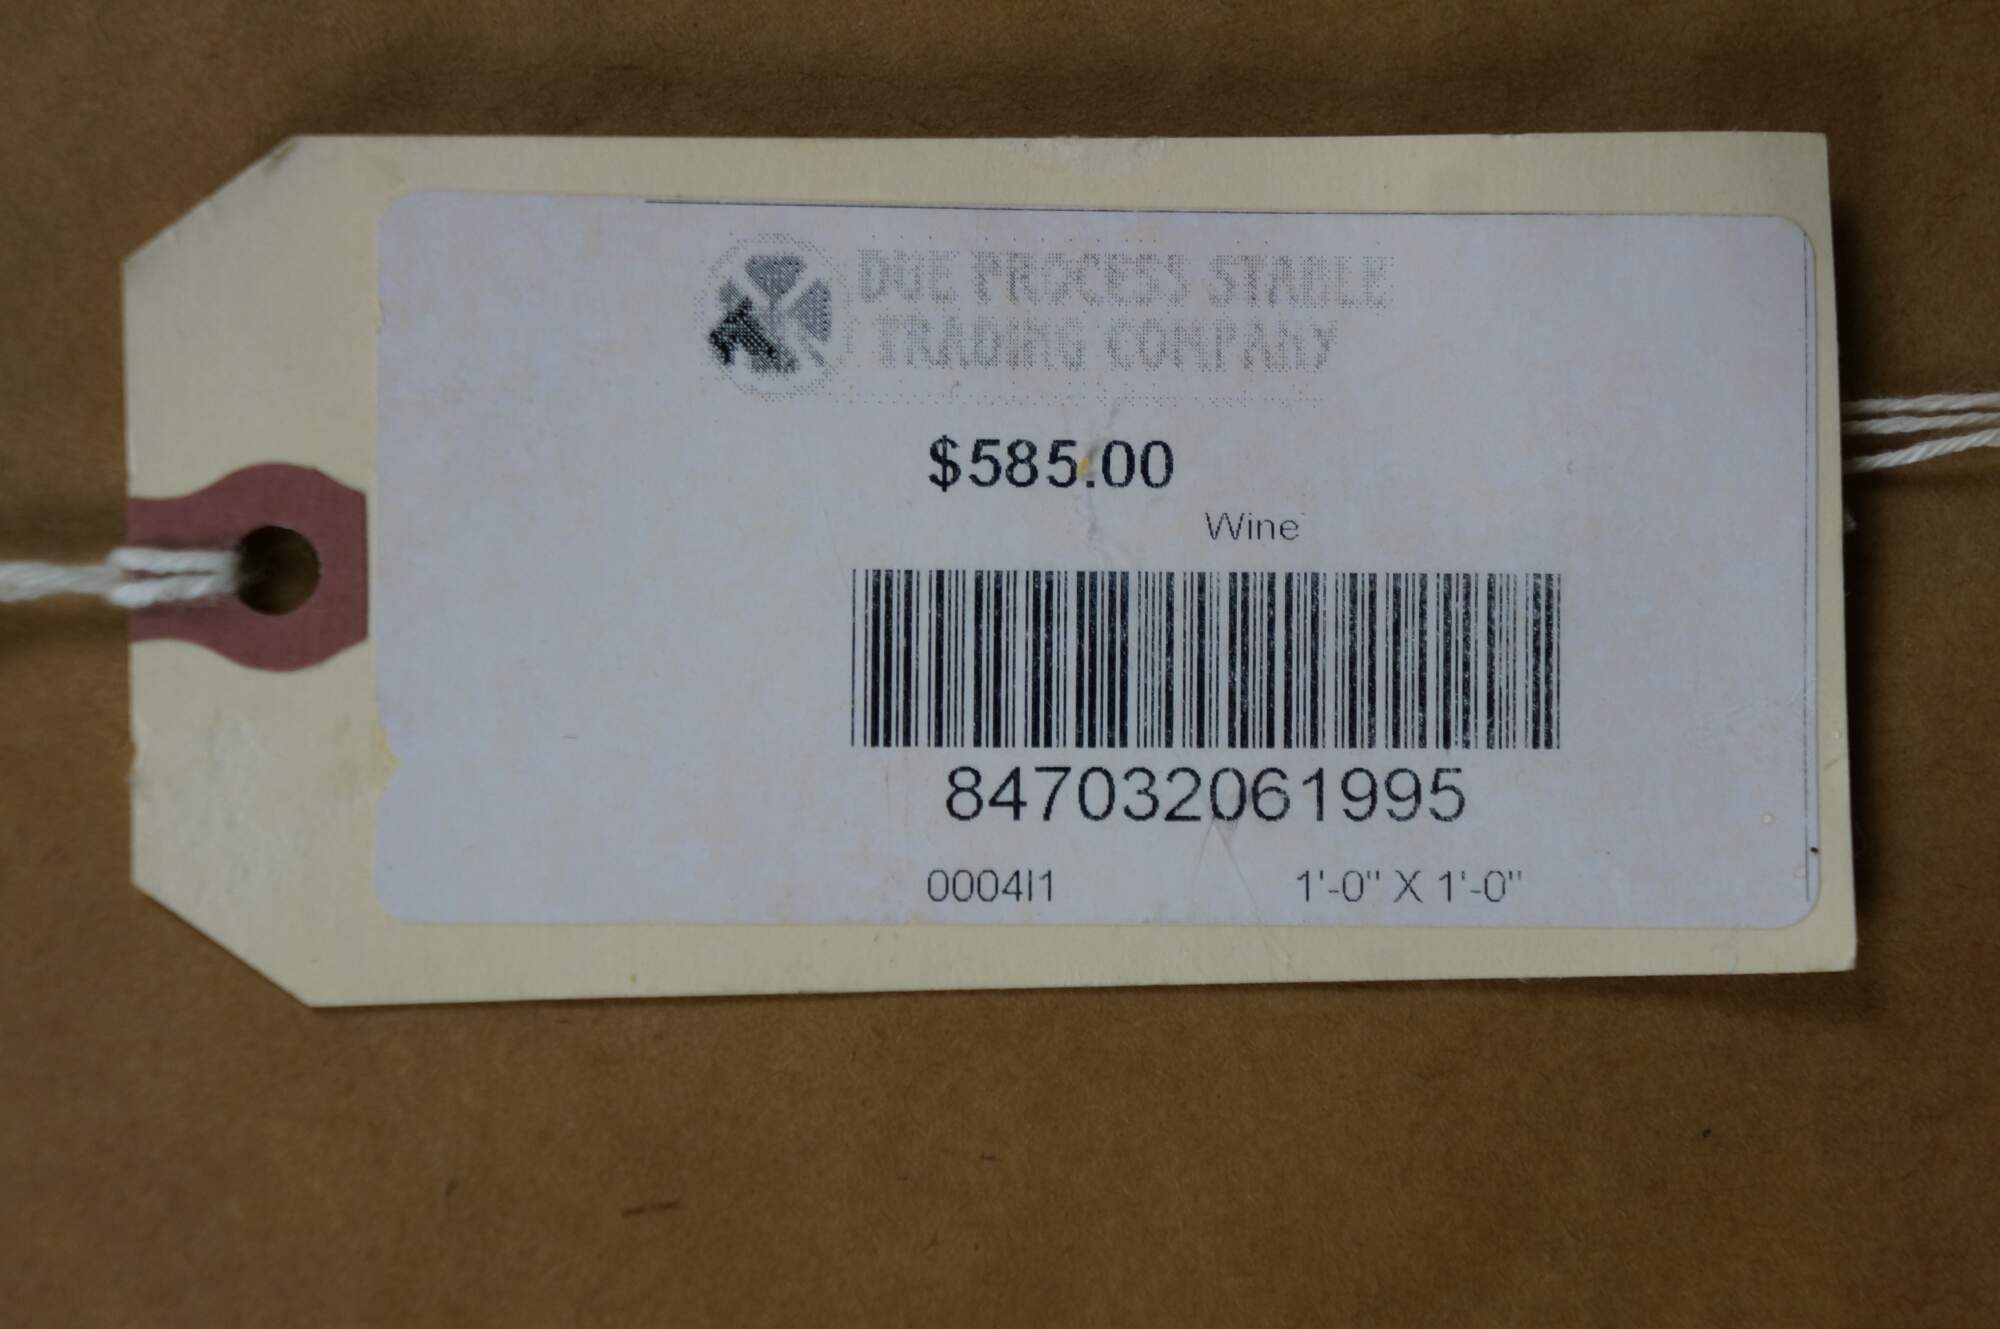 DUE PROCESS STABLE
TRADING COMPANY
$585.00
Wine
847032061995
0004I1 1'-0" X 1'-0"